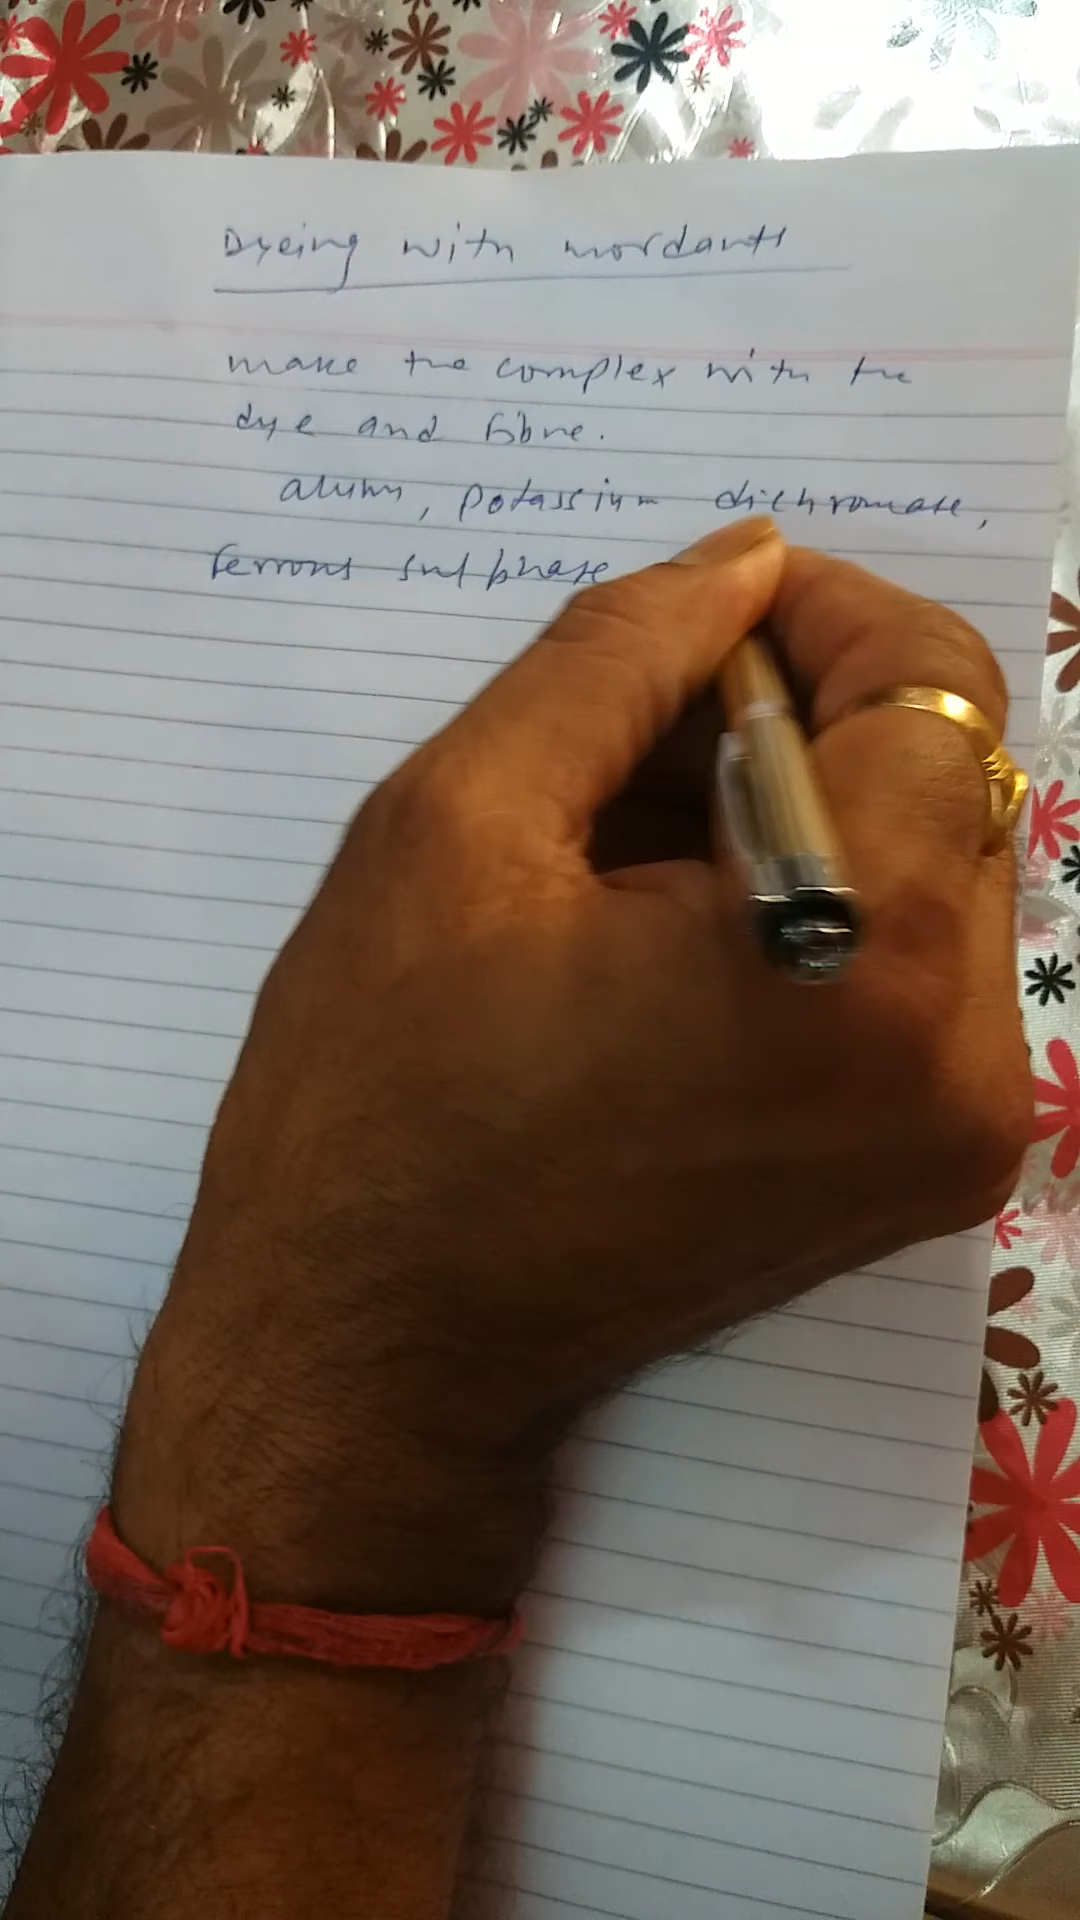 Dyeing with mordants
make the complex with the
dye and fibre.
alum, potassium dichromate,
ferrous sulphate